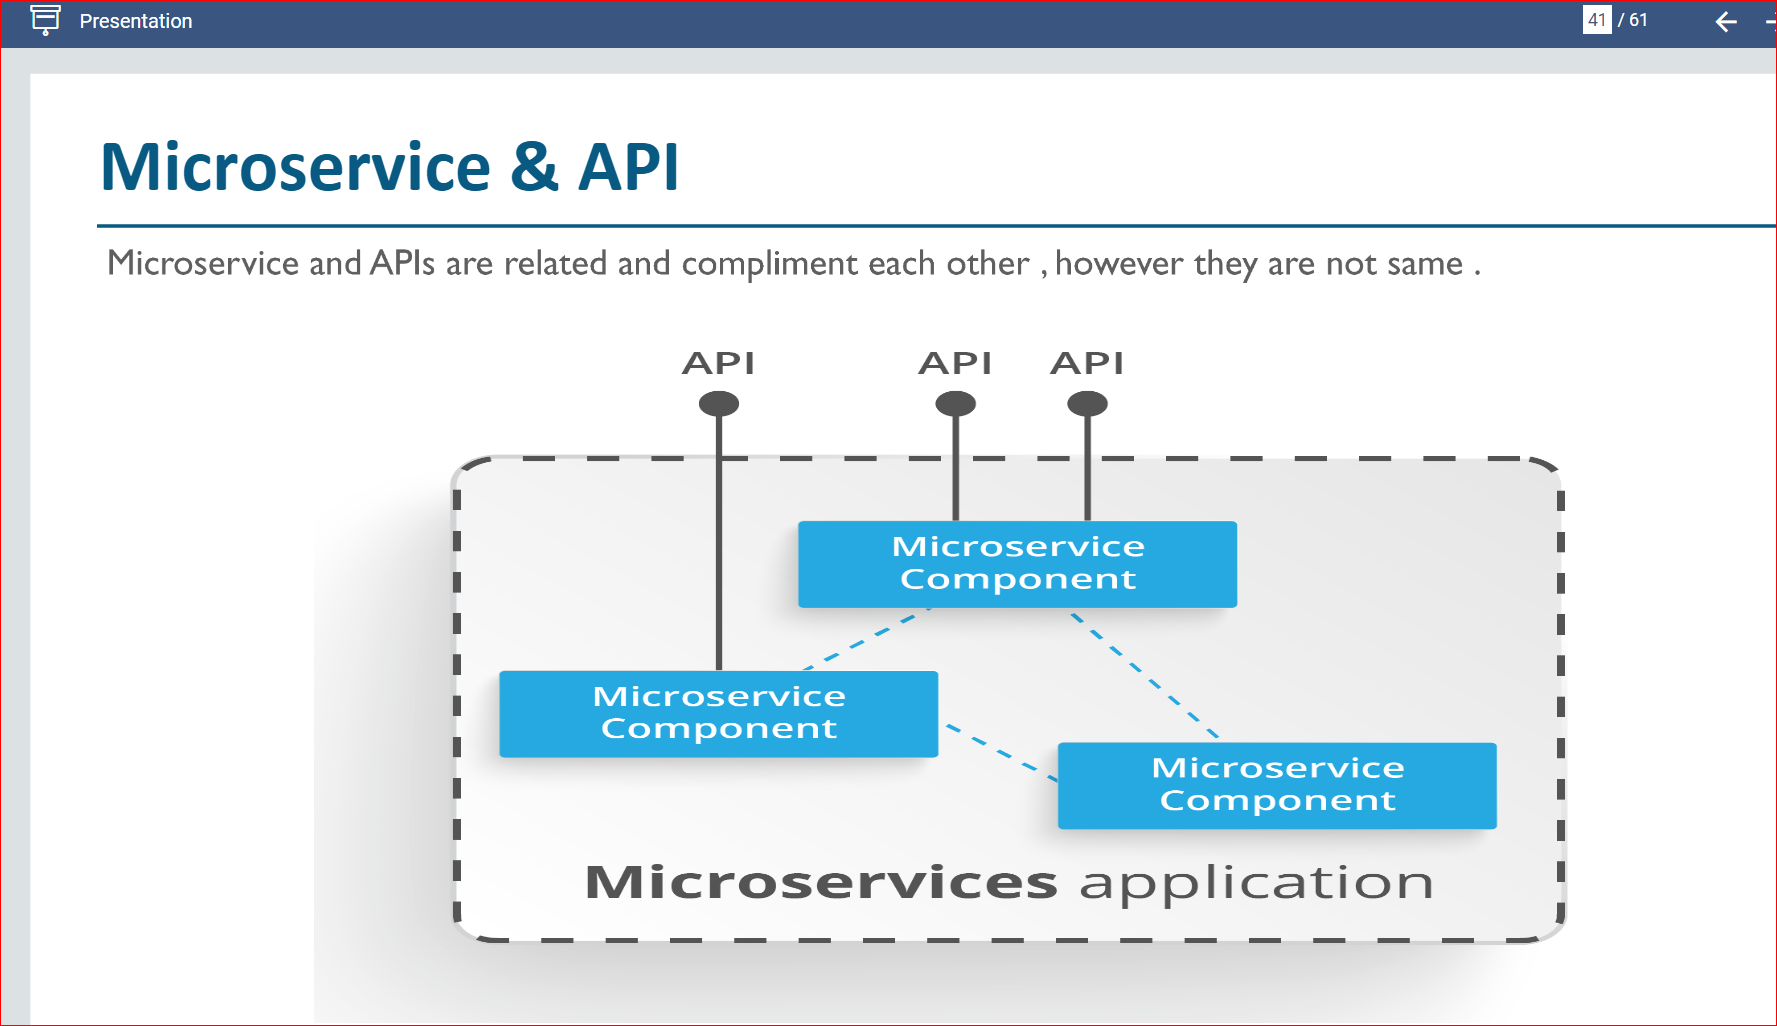 Presentation
41 / 61
Microservice & API
Microservice and APIs are related and compliment each other , however they are not same .
API API API
Microservice
Component
Microservice
Component
Microservice
Component
Microservices application